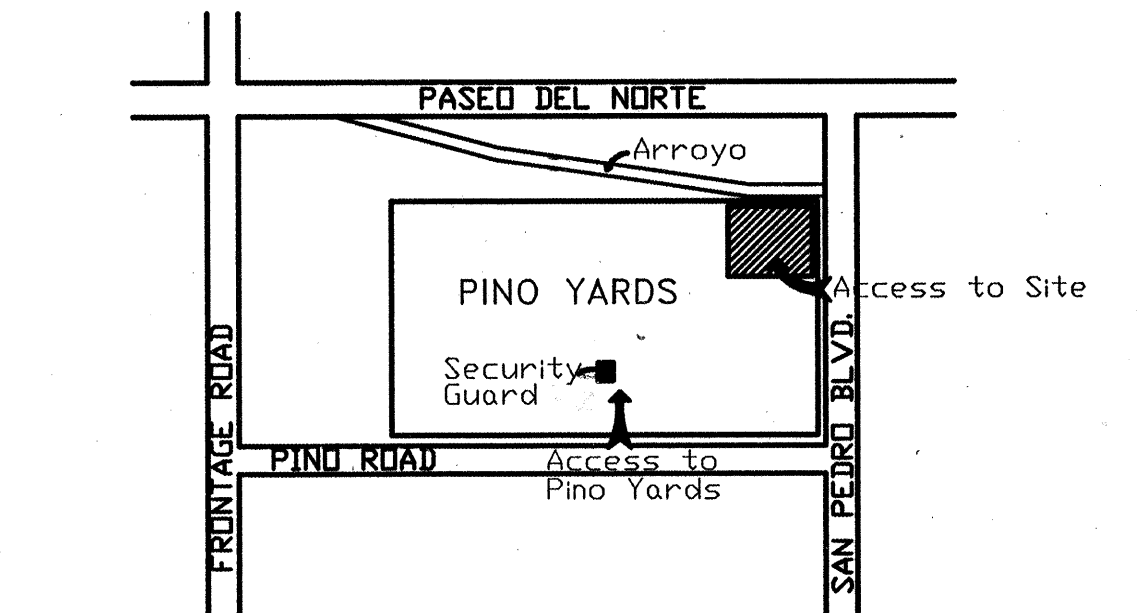 PASEO DEL NORTE
Arroyo
PINO YARDS
Access to Site
Security
Guard
FRONTAGE ROAD
SAN PEDRO BLVD.
PINO ROAD
Access to
Pino Yards